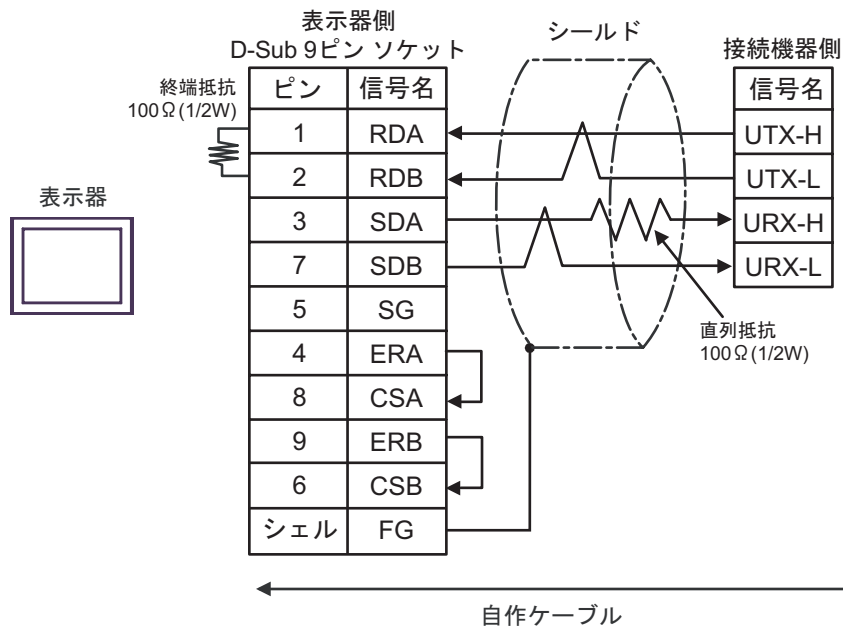 表示器側
D-Sub 9ピン ソケット
シールド
接続機器側
終端抵抗
100Ω(1/2W)
ピン 信号名
信号名
1 RDA
UTX-H
2 RDB
UTX-L
表示器
3 SDA
URX-H
7 SDB
URX-L
5 SG
直列抵抗
100Ω(1/2W)
4 ERA
8 CSA
9 ERB
6 CSB
シェル FG
自作ケーブル